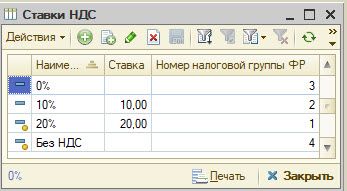 Ставки НДС
Действия
Наиме... Ставка Номер налоговой группы ФР
0% 3
10% 10,00 2
20% 20,00 1
Без НДС 4
0% Печать Закрыть